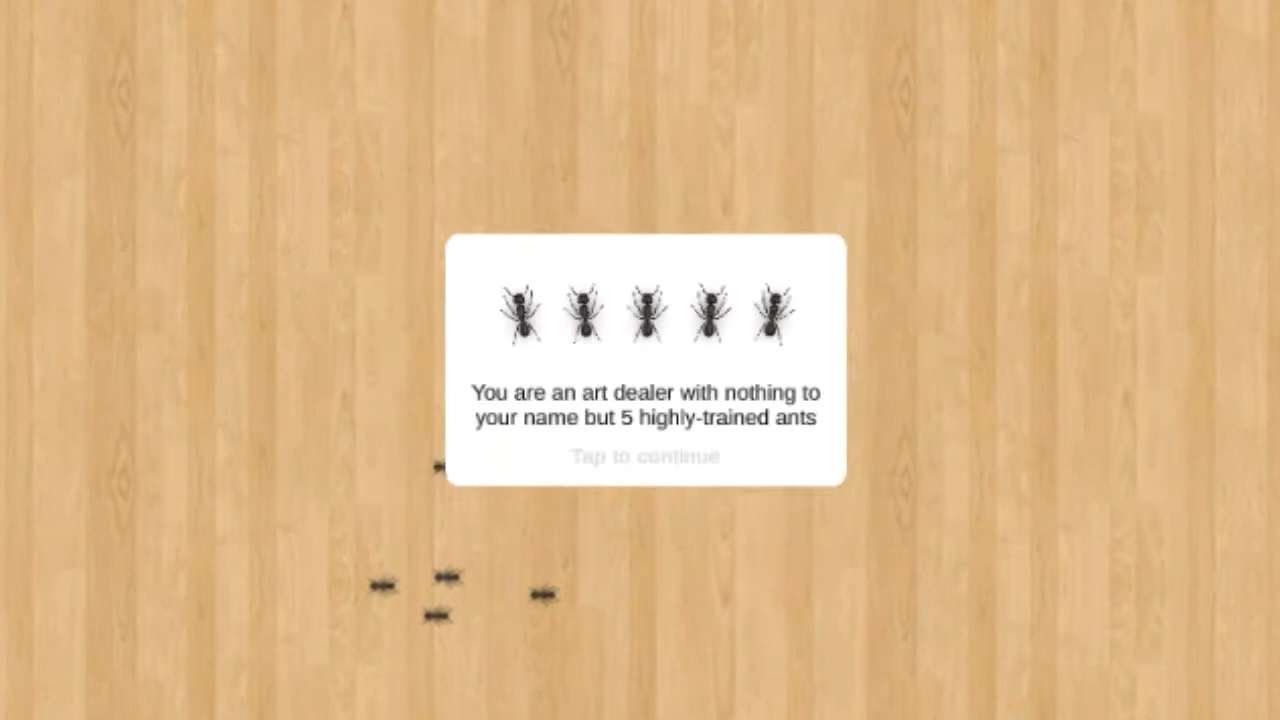 You are an art dealer with nothing to
your name but 5 highly-trained ants
Tap to continue